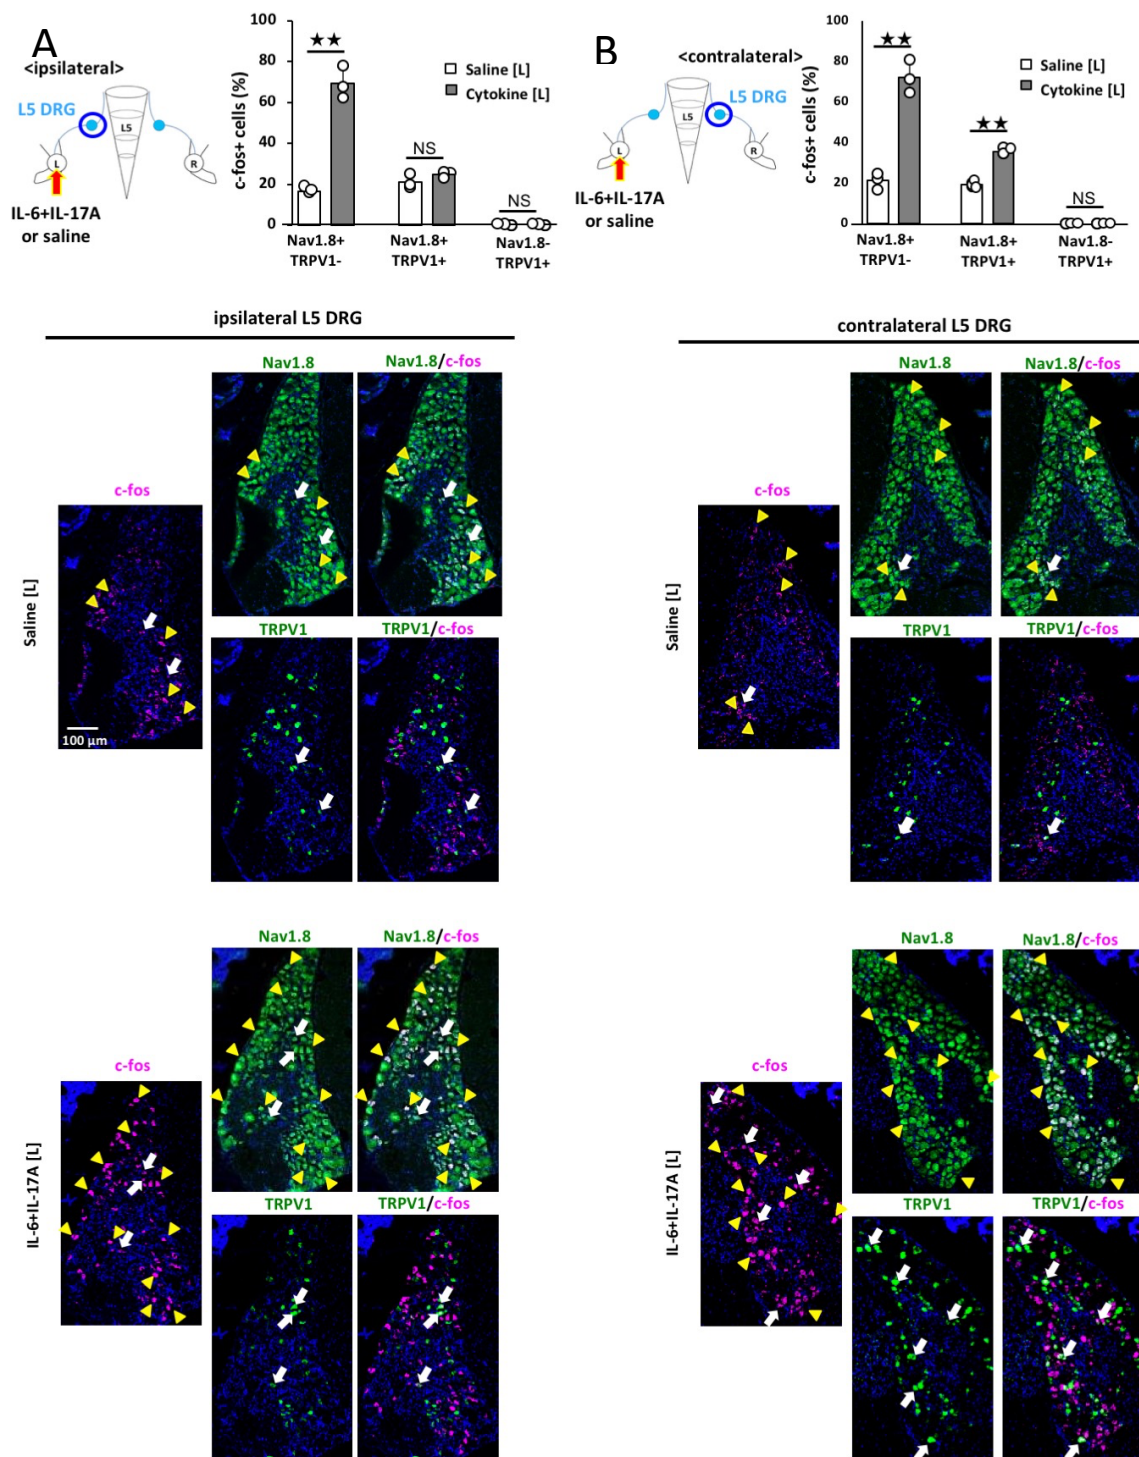 A
<ipsilateral>
L5 DRG
L5
L
R
IL-6+IL-17A
or saline
c-fos+ cells (%)
100
80
60
40
20
0
★★
NS
NS
Saline [L]
Cytokine [L]
Nav1.8+
TRPV1-
Nav1.8+
TRPV1+
Nav1.8-
TRPV1+
B
<contralateral>
L5 DRG
L5
L
R
IL-6+IL-17A
or saline
c-fos+ cells (%)
100
80
60
40
20
0
★★
★★
NS
Saline [L]
Cytokine [L]
Nav1.8+
TRPV1-
Nav1.8+
TRPV1+
Nav1.8-
TRPV1+
ipsilateral L5 DRG
Saline [L]
c-fos
100 µm
Nav1.8
Nav1.8/c-fos
TRPV1
TRPV1/c-fos
IL-6+IL-17A [L]
c-fos
Nav1.8
Nav1.8/c-fos
TRPV1
TRPV1/c-fos
contralateral L5 DRG
Saline [L]
c-fos
Nav1.8
Nav1.8/c-fos
TRPV1
TRPV1/c-fos
IL-6+IL-17A [L]
c-fos
Nav1.8
Nav1.8/c-fos
TRPV1
TRPV1/c-fos